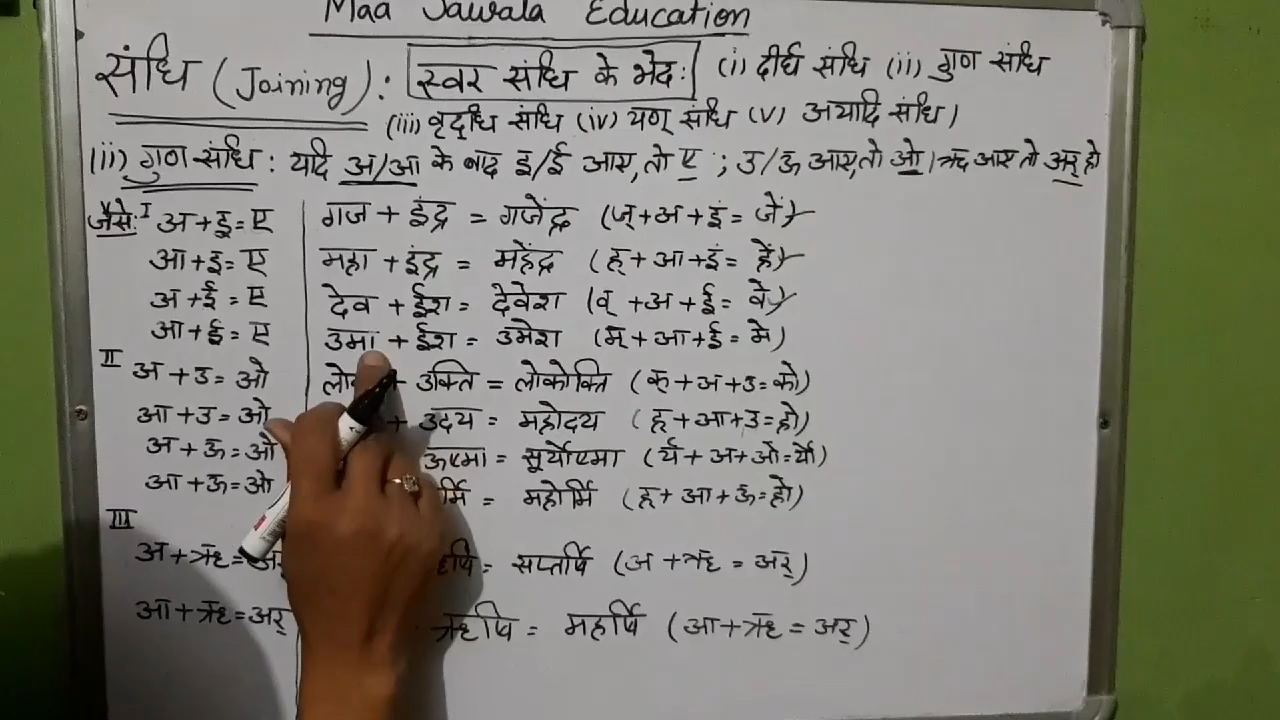 Maa Jawala Education
संधि (Joining) : स्वर संधि के भेदः (i) दीर्घ संधि (ii) गुण संधि
(iii) वृद्धि संधि (iv) यण् संधि (v) अयादि संधि।
(ii) गुण संधि : यदि अ/आ के बाद इ/ई आए, तो ए ; उ/ऊ आए, तो ओ।ऋ आए तो अर् हो
जैसे: I अ + इ = ए गज + इंद्र = गजेंद्र (ज् + अ + इं = जें)
आ + इ = ए महा + इंद्र = महेंद्र (ह् + आ + इं = हें)
अ + ई = ए देव + ईश = देवेश (व् + अ + ई = वे)
आ + ई = ए उमा + ईश = उमेश (म् + आ + ई = मे)
II अ + उ = ओ + उक्ति = लोकोक्ति (क् + अ + उ = को)
आ + उ = ओ + उदय = महोदय (ह् + आ + उ = हो)
अ + ऊ = ओ = (र्य + अ + ओ = र्यो)
आ + ऊ = ओ = महोर्मि (ह् + आ + ऊ = हो)
III
अ + ऋ = अर् = सप्तर्षि (अ + ऋ = अर्)
आ + ऋ = अर् ऋषि = महर्षि (आ + ऋ = अर्)